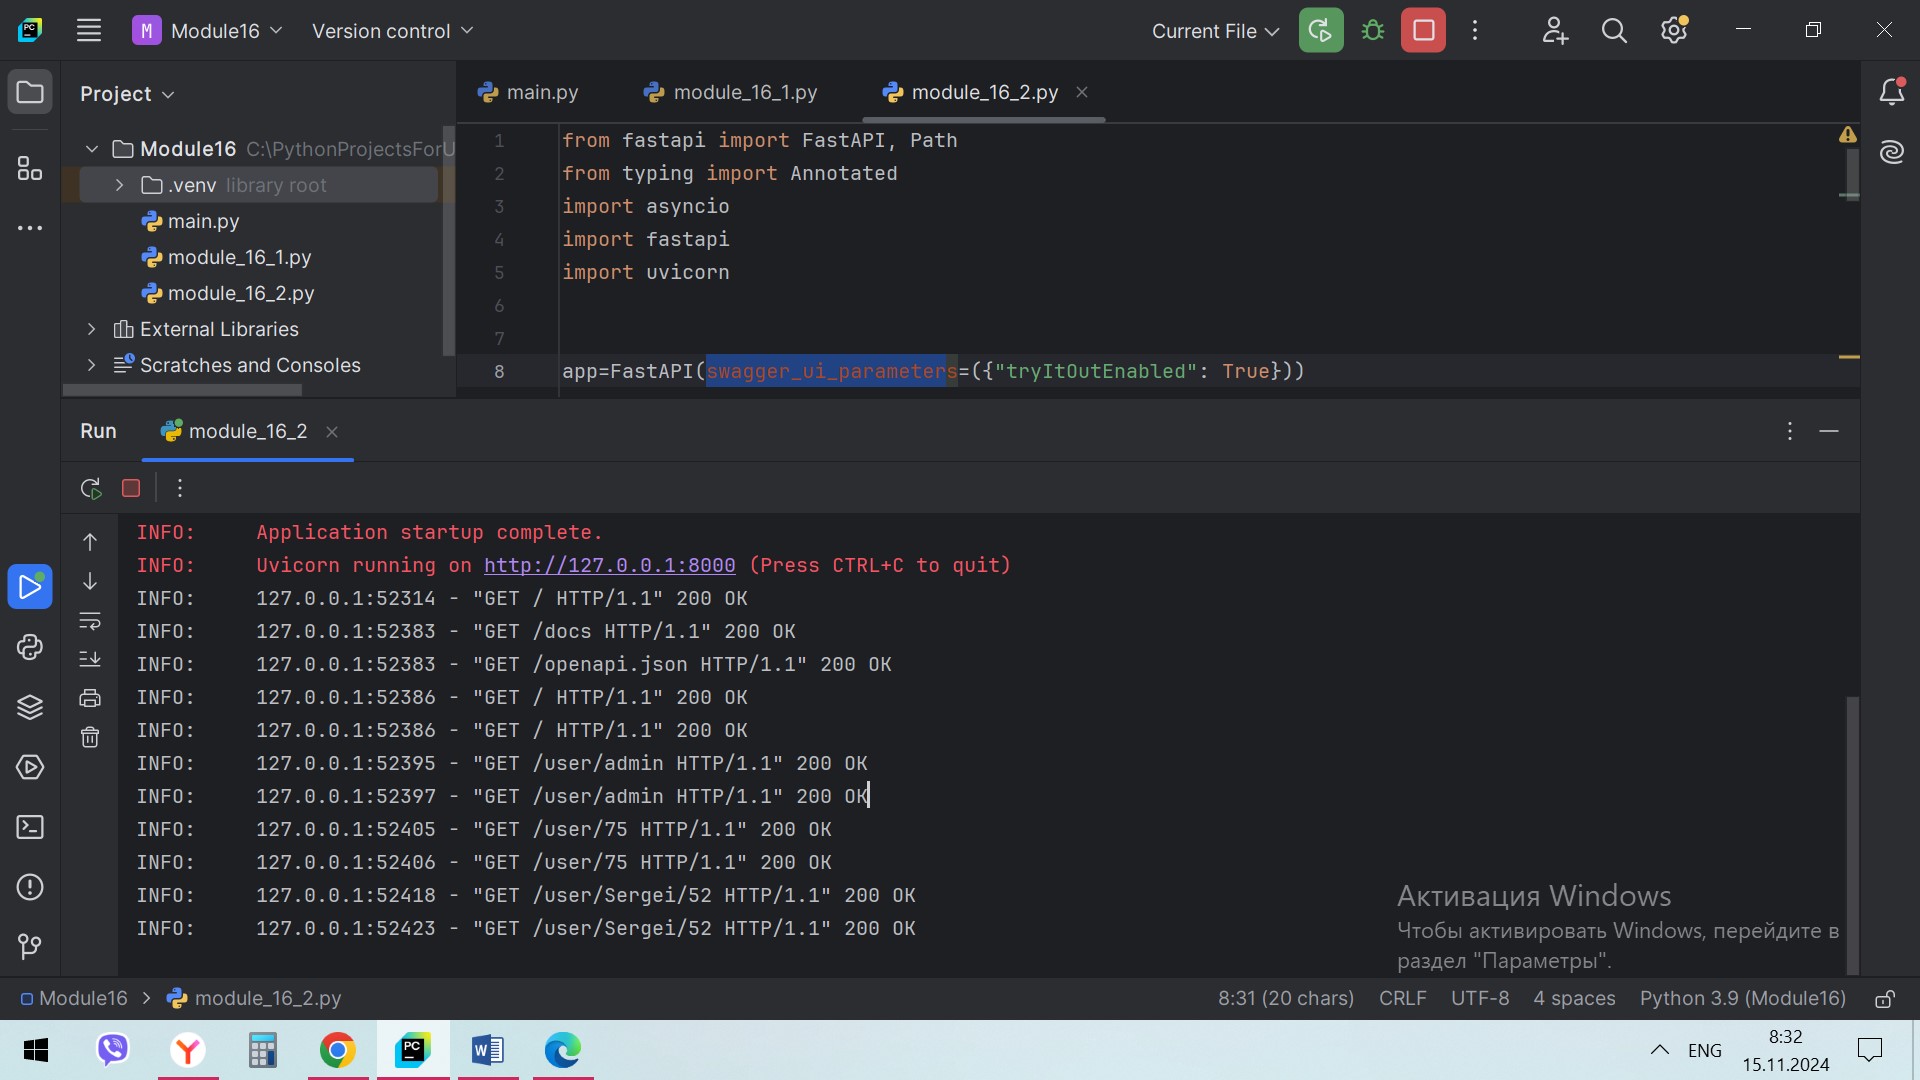 PC
M
Module16
Version control
Current File
Project
main.py
module_16_1.py
module_16_2.py
Module16 C:\PythonProjectsForU
.venv library root
main.py
module_16_1.py
module_16_2.py
External Libraries
Scratches and Consoles
1 from fastapi import FastAPI, Path
2 from typing import Annotated
3 import asyncio
4 import fastapi
5 import uvicorn
6
7
8 app=FastAPI(swagger_ui_parameters=({"tryItOutEnabled": True}))
Run
module_16_2
INFO: Application startup complete.
INFO: Uvicorn running on http://127.0.0.1:8000 (Press CTRL+C to quit)
INFO: 127.0.0.1:52314 - "GET / HTTP/1.1" 200 OK
INFO: 127.0.0.1:52383 - "GET /docs HTTP/1.1" 200 OK
INFO: 127.0.0.1:52383 - "GET /openapi.json HTTP/1.1" 200 OK
INFO: 127.0.0.1:52386 - "GET / HTTP/1.1" 200 OK
INFO: 127.0.0.1:52386 - "GET / HTTP/1.1" 200 OK
INFO: 127.0.0.1:52395 - "GET /user/admin HTTP/1.1" 200 OK
INFO: 127.0.0.1:52397 - "GET /user/admin HTTP/1.1" 200 OK
INFO: 127.0.0.1:52405 - "GET /user/75 HTTP/1.1" 200 OK
INFO: 127.0.0.1:52406 - "GET /user/75 HTTP/1.1" 200 OK
INFO: 127.0.0.1:52418 - "GET /user/Sergei/52 HTTP/1.1" 200 OK
INFO: 127.0.0.1:52423 - "GET /user/Sergei/52 HTTP/1.1" 200 OK
Активация Windows
Чтобы активировать Windows, перейдите в
раздел "Параметры".
Module16 > module_16_2.py
8:31 (20 chars) CRLF UTF-8 4 spaces Python 3.9 (Module16)
PC
W
ENG
8:32
15.11.2024